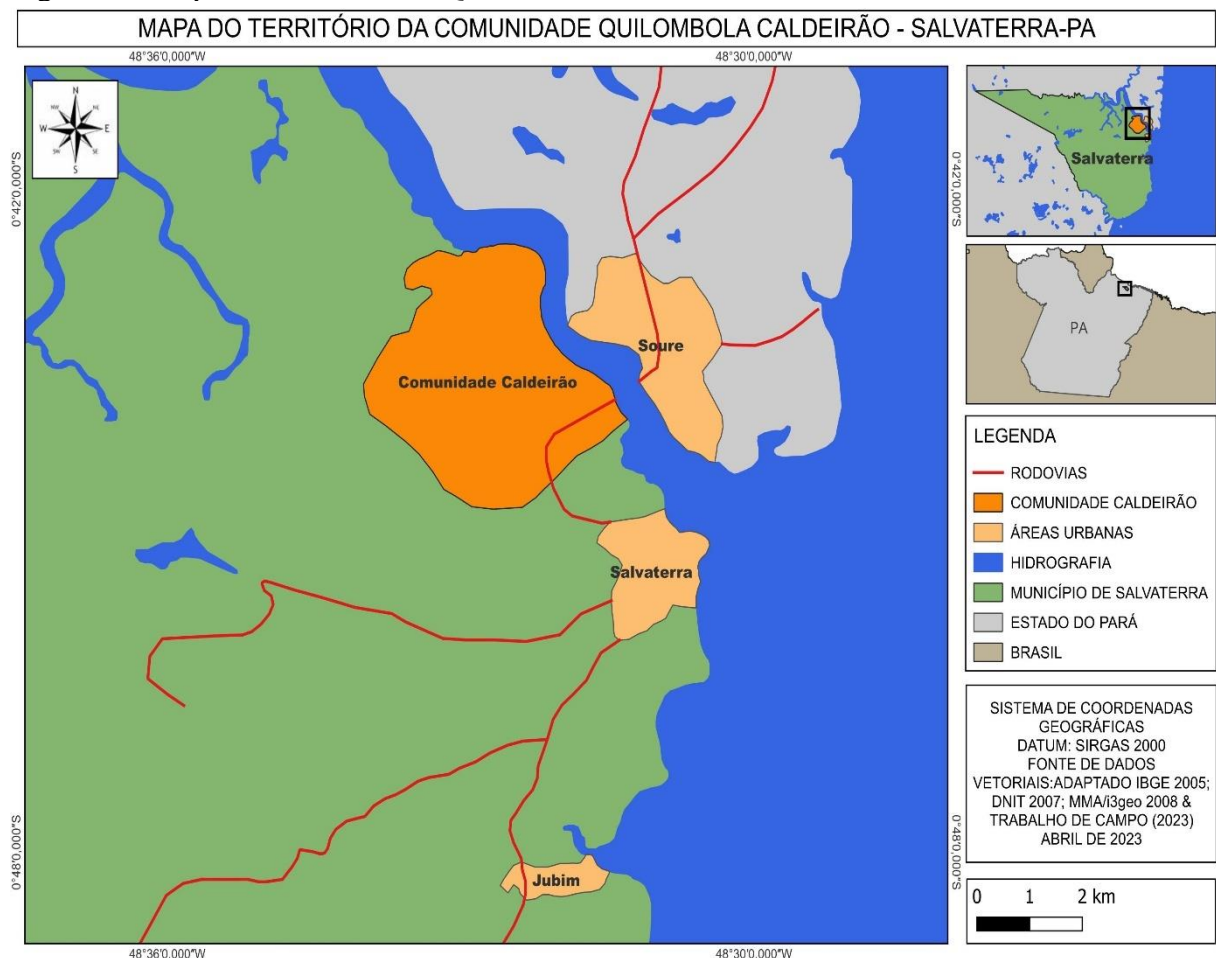 MAPA DO TERRITÓRIO DA COMUNIDADE QUILOMBOLA CALDEIRÃO - SALVATERRA-PA
48°36'0,000"W
48°30'0,000"W
N
NW
NE
W
E
SW
SE
S
0°42'0,000"S
0°42'0,000"S
Salvaterra
Soure
Comunidade Caldeirão
PA
Salvaterra
Jubim
LEGENDA
RODOVIAS
COMUNIDADE CALDEIRÃO
ÁREAS URBANAS
HIDROGRAFIA
MUNICÍPIO DE SALVATERRA
ESTADO DO PARÁ
BRASIL
SISTEMA DE COORDENADAS
GEOGRÁFICAS
DATUM: SIRGAS 2000
FONTE DE DADOS
VETORIAIS:ADAPTADO IBGE 2005;
DNIT 2007; MMA/i3geo 2008 &
TRABALHO DE CAMPO (2023)
ABRIL DE 2023
0°48'0,000"S
0°48'0,000"S
0 1 2 km
48°36'0,000"W
48°30'0,000"W